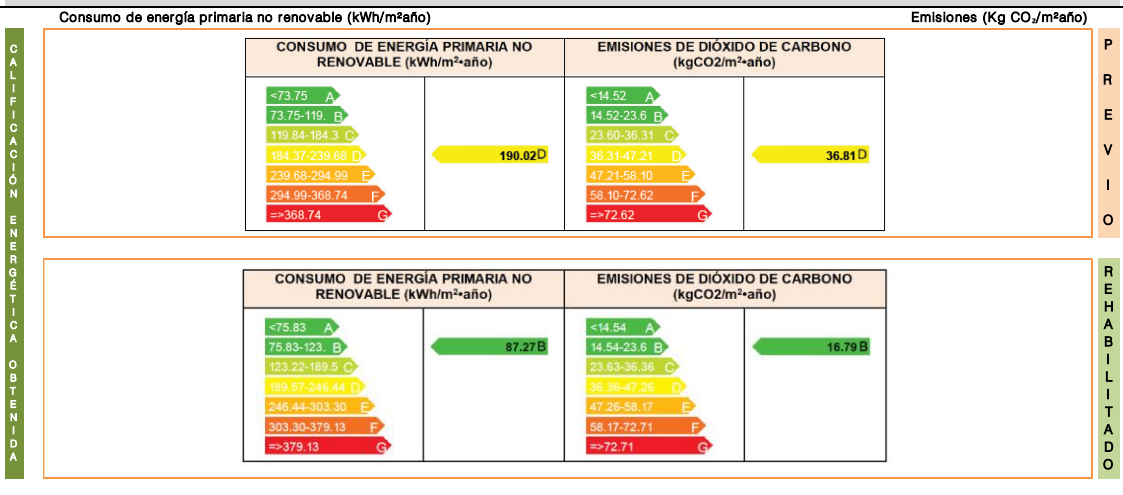 Consumo de energía primaria no renovable (kWh/m²año)
Emisiones (Kg CO₂/m²año)
CALIFICACIÓN ENERGÉTICA OBTENIDA
CONSUMO DE ENERGÍA PRIMARIA NO
RENOVABLE (kWh/m²•año)
<73.75 A
73.75-119. B
119.84-184.3 C
184.37-239.68 D
239.68-294.99 E
294.99-368.74 F
=>368.74 G
190.02 D
EMISIONES DE DIÓXIDO DE CARBONO
(kgCO2/m²•año)
<14.52 A
14.52-23.6 B
23.60-36.31 C
36.31-47.21 D
47.21-58.10 E
58.10-72.62 F
=>72.62 G
36.81 D
PREVIO
CONSUMO DE ENERGÍA PRIMARIA NO
RENOVABLE (kWh/m²•año)
<75.83 A
75.83-123. B
123.22-189.5 C
189.57-246.44 D
246.44-303.30 E
303.30-379.13 F
=>379.13 G
87.27 B
EMISIONES DE DIÓXIDO DE CARBONO
(kgCO2/m²•año)
<14.54 A
14.54-23.6 B
23.63-36.36 C
36.36-47.26 D
47.26-58.17 E
58.17-72.71 F
=>72.71 G
16.79 B
REHABILITADO